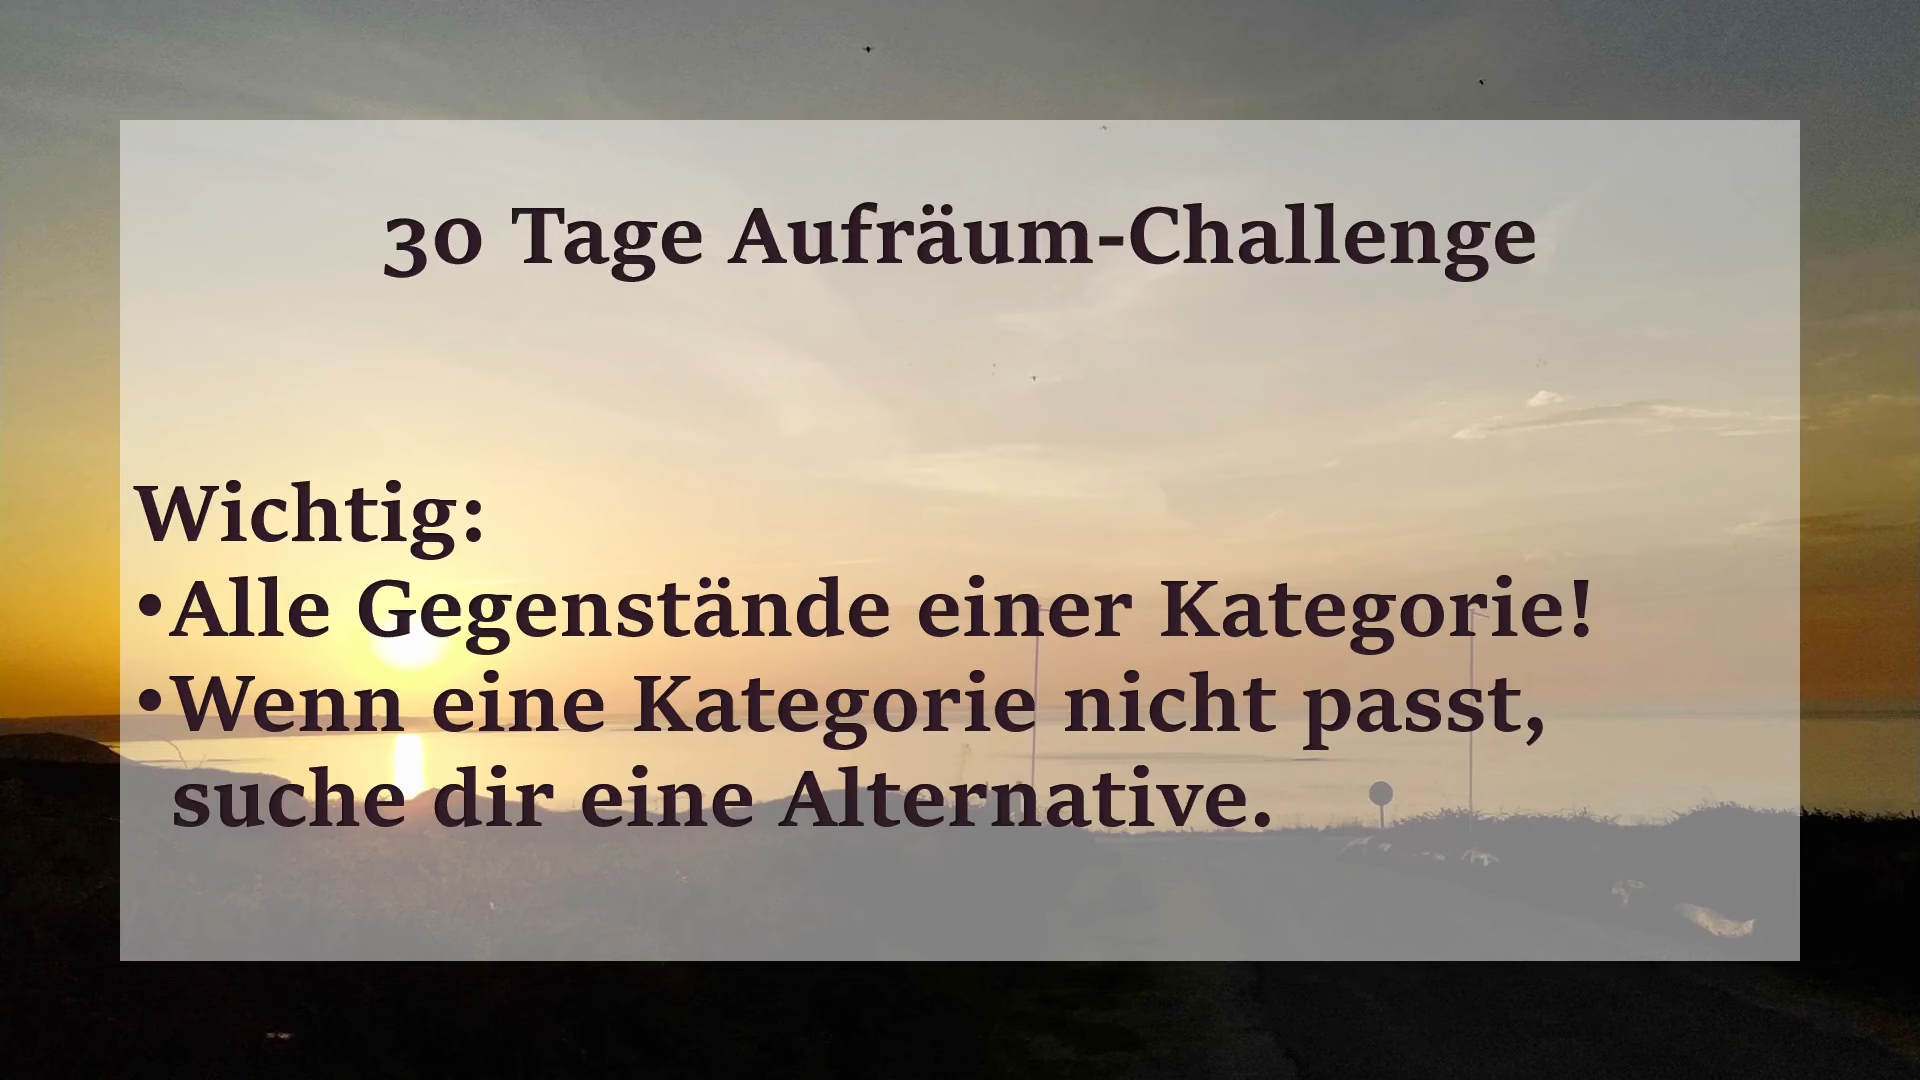 30 Tage Aufräum-Challenge
Wichtig:
•Alle Gegenstände einer Kategorie!
•Wenn eine Kategorie nicht passt,
suche dir eine Alternative.